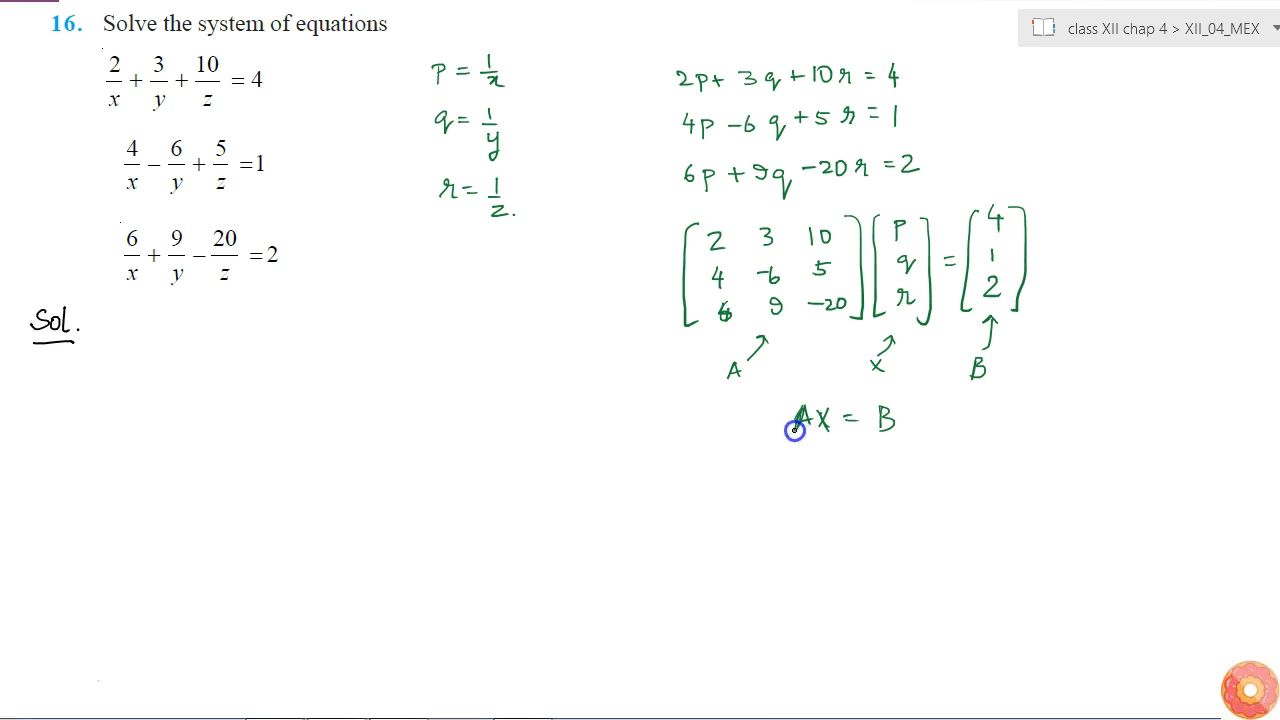 16. Solve the system of equations
class XII chap 4 > XII_04_MEX
2/x + 3/y + 10/z = 4
4/x − 6/y + 5/z = 1
6/x + 9/y − 20/z = 2
Sol.
p = 1/x
q = 1/y
r = 1/z.
2p + 3q + 10r = 4
4p − 6q + 5r = 1
6p + 9q − 20r = 2
[2 3 10] [p] = [4]
[4 -6 5] [q] [1]
[6 9 -20] [r] [2]
A X B
AX = B